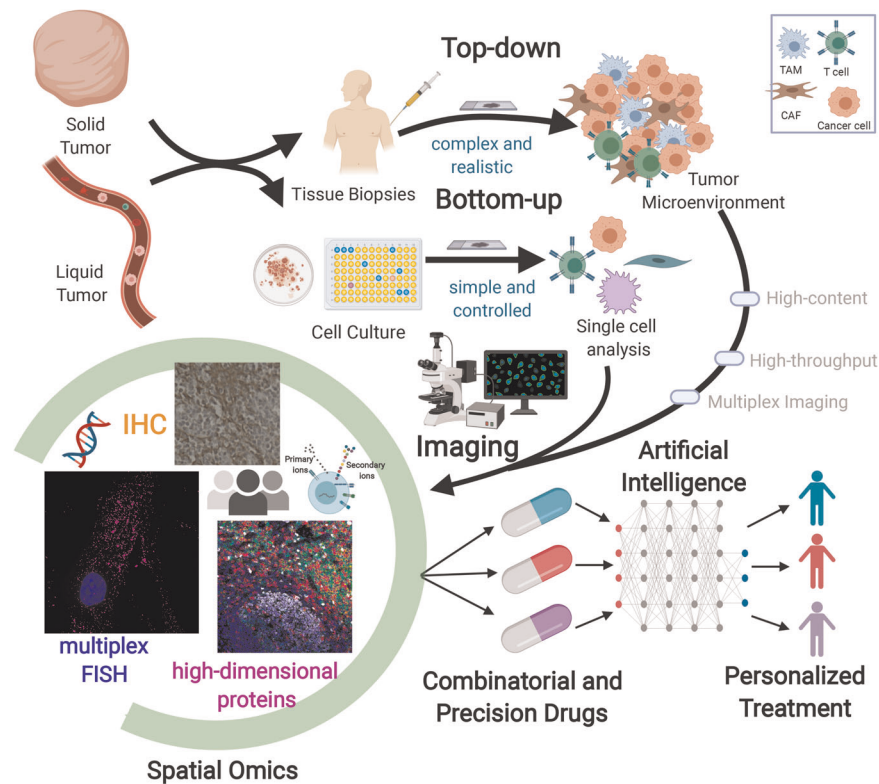 Top-down
TAM
T cell
CAF
Cancer cell
Solid
Tumor
complex and
realistic
Tissue Biopsies
Tumor
Microenvironment
Bottom-up
Liquid
Tumor
simple and
controlled
Cell Culture
Single cell
analysis
High-content
High-throughput
Multiplex Imaging
Imaging
IHC
Primary
ions
Secondary
ions
Artificial
Intelligence
multiplex
FISH
high-dimensional
proteins
Combinatorial and
Precision Drugs
Personalized
Treatment
Spatial Omics